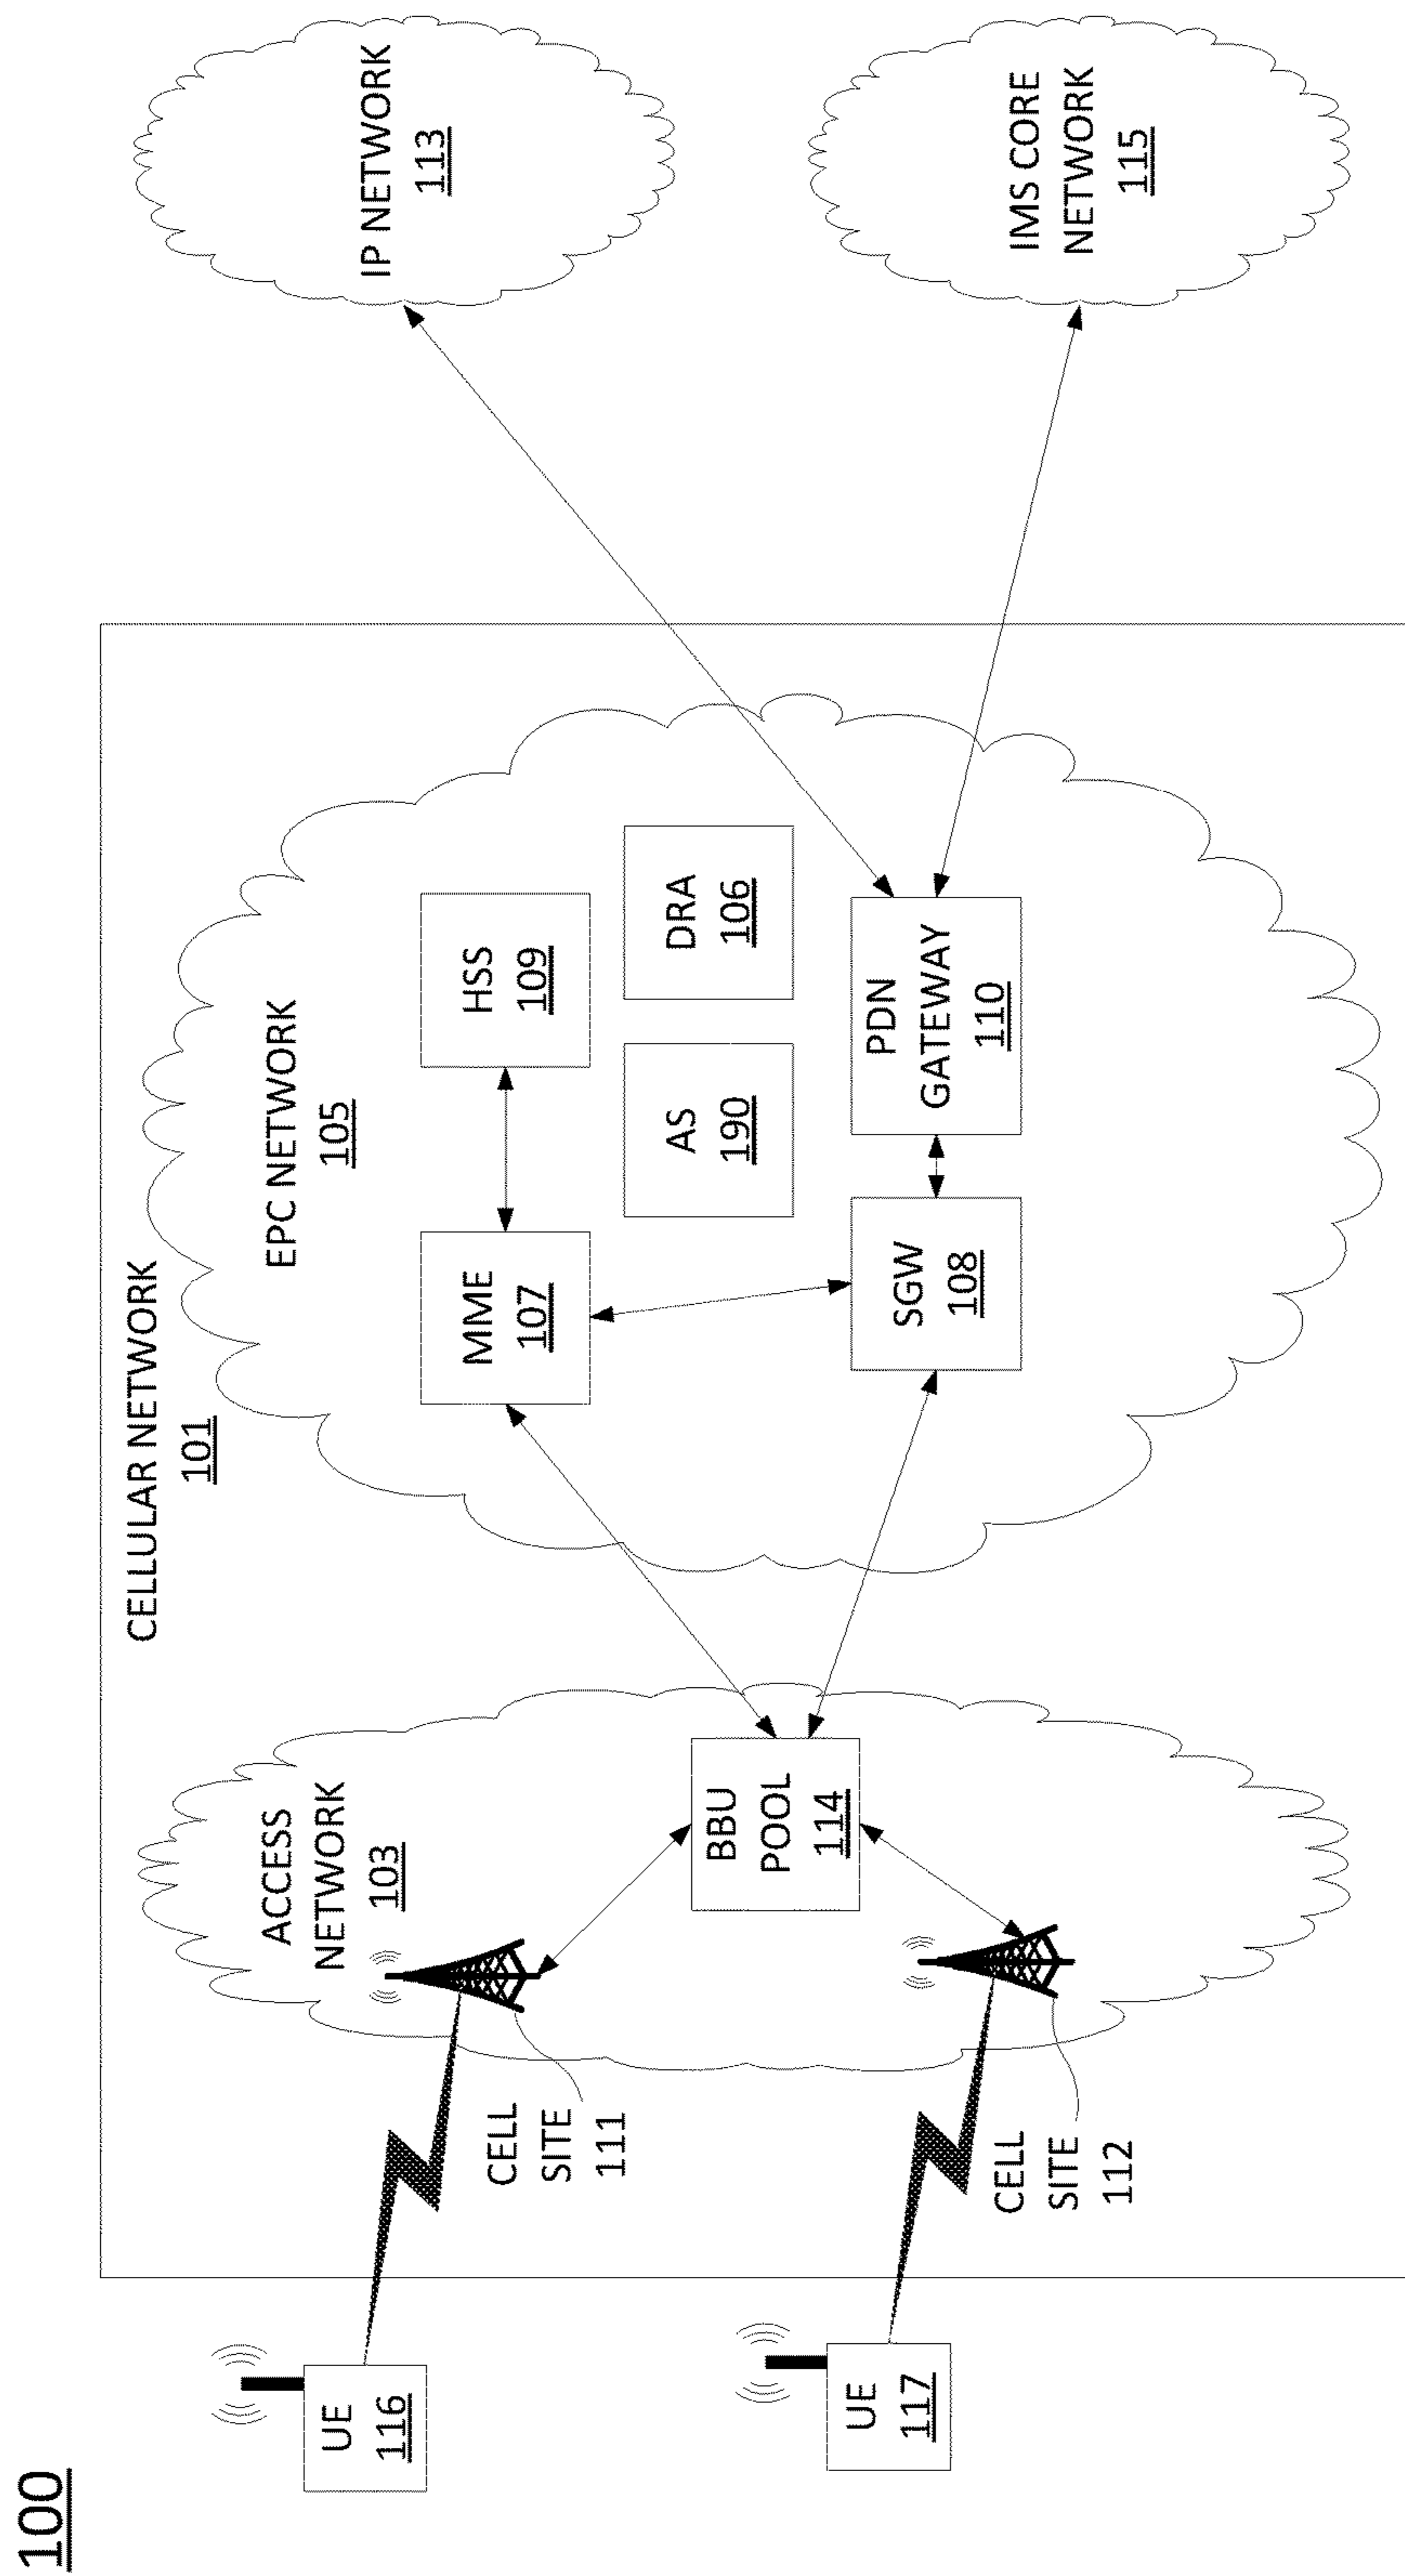 100
CELLULAR NETWORK
101
UE
116
UE
117
CELL
SITE
111
CELL
SITE
112
ACCESS
NETWORK
103
BBU
POOL
114
EPC NETWORK
105
MME
107
HSS
109
AS
190
DRA
106
SGW
108
PDN
GATEWAY
110
IP NETWORK
113
IMS CORE
NETWORK
115